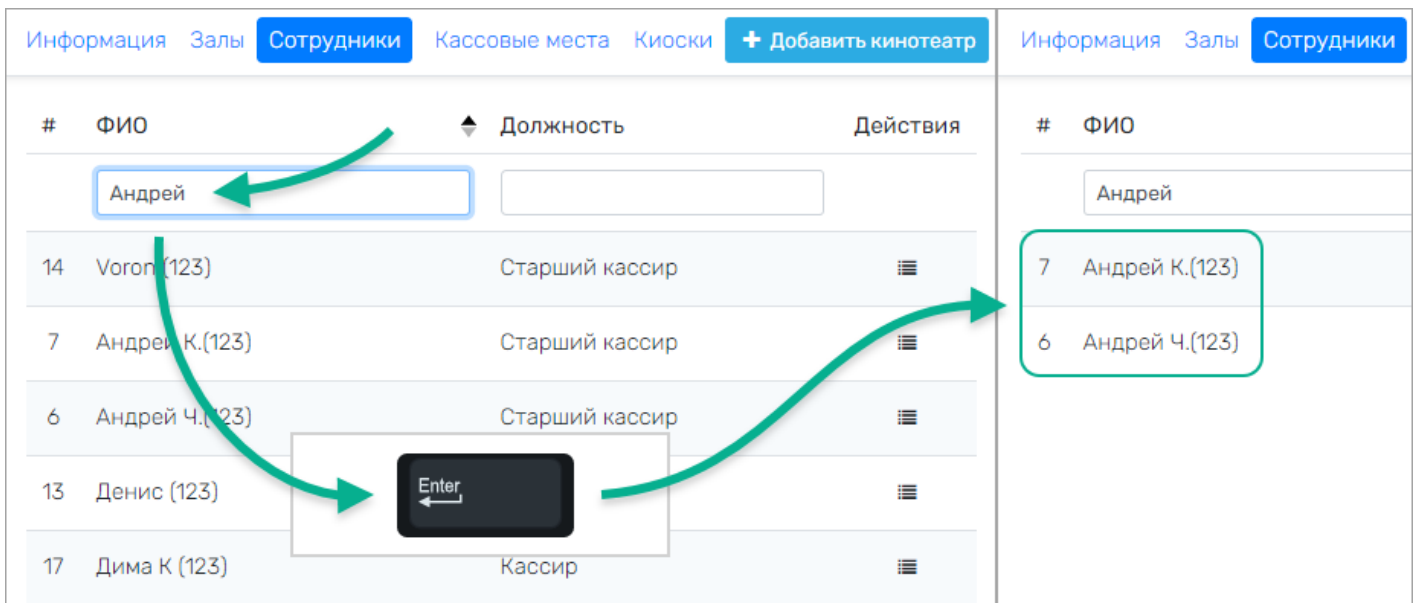 Информация Залы Сотрудники Кассовые места Киоски + Добавить кинотеатр
# ФИО Должность Действия
Андрей
14 Voron (123) Старший кассир
7 Андрей К.(123) Старший кассир
6 Андрей Ч.(123) Старший кассир
Enter
13 Денис (123)
17 Дима К (123) Кассир
Информация Залы Сотрудники
# ФИО
Андрей
7 Андрей К.(123)
6 Андрей Ч.(123)